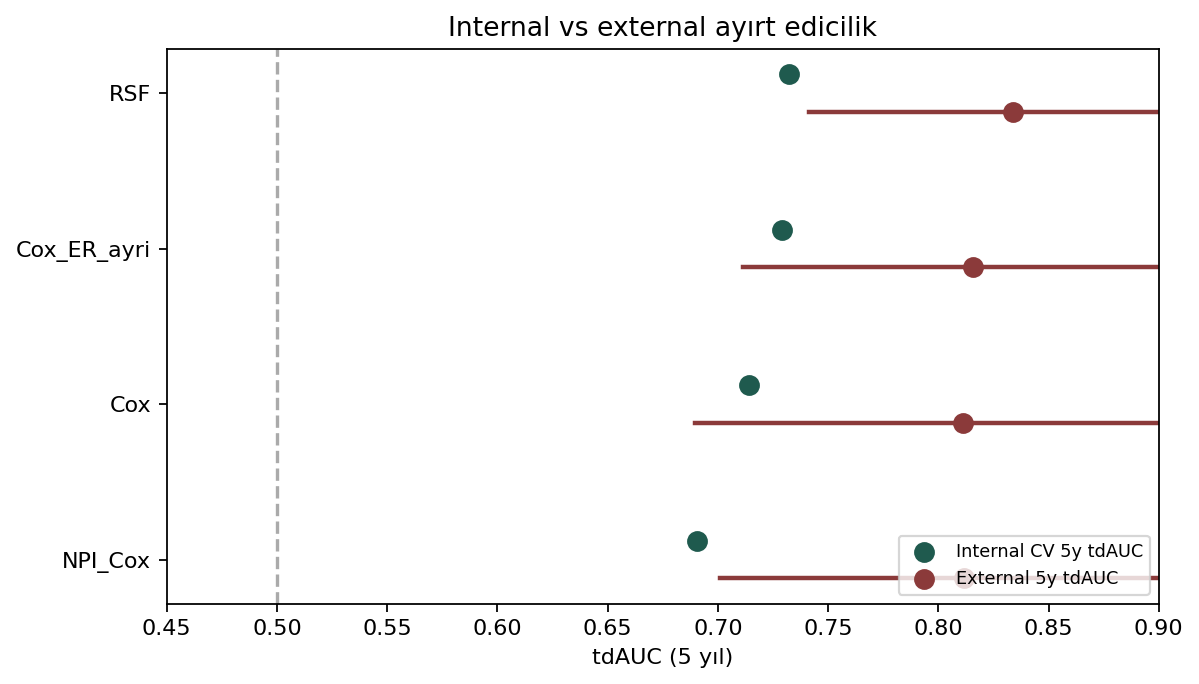 Internal vs external ayırt edicilik
RSF
Cox_ER_ayri
Cox
NPI_Cox
Internal CV 5y tdAUC
External 5y tdAUC
0.45 0.50 0.55 0.60 0.65 0.70 0.75 0.80 0.85 0.90
tdAUC (5 yıl)